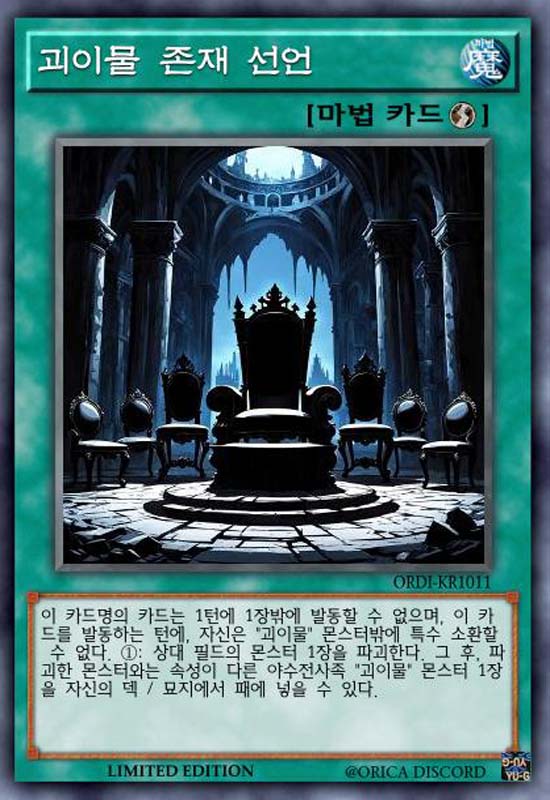 괴이물 존재 선언
마법
魔
[마법 카드]
ORDI-KR1011
이 카드명의 카드는 1턴에 1장밖에 발동할 수 없으며, 이 카
드를 발동하는 턴에, 자신은 "괴이물" 몬스터밖에 특수 소환할
수 없다. ①: 상대 필드의 몬스터 1장을 파괴한다. 그 후, 파
괴한 몬스터와는 속성이 다른 야수전사족 "괴이물" 몬스터 1장
을 자신의 덱 / 묘지에서 패에 넣을 수 있다.
LIMITED EDITION
@ORICA DISCORD